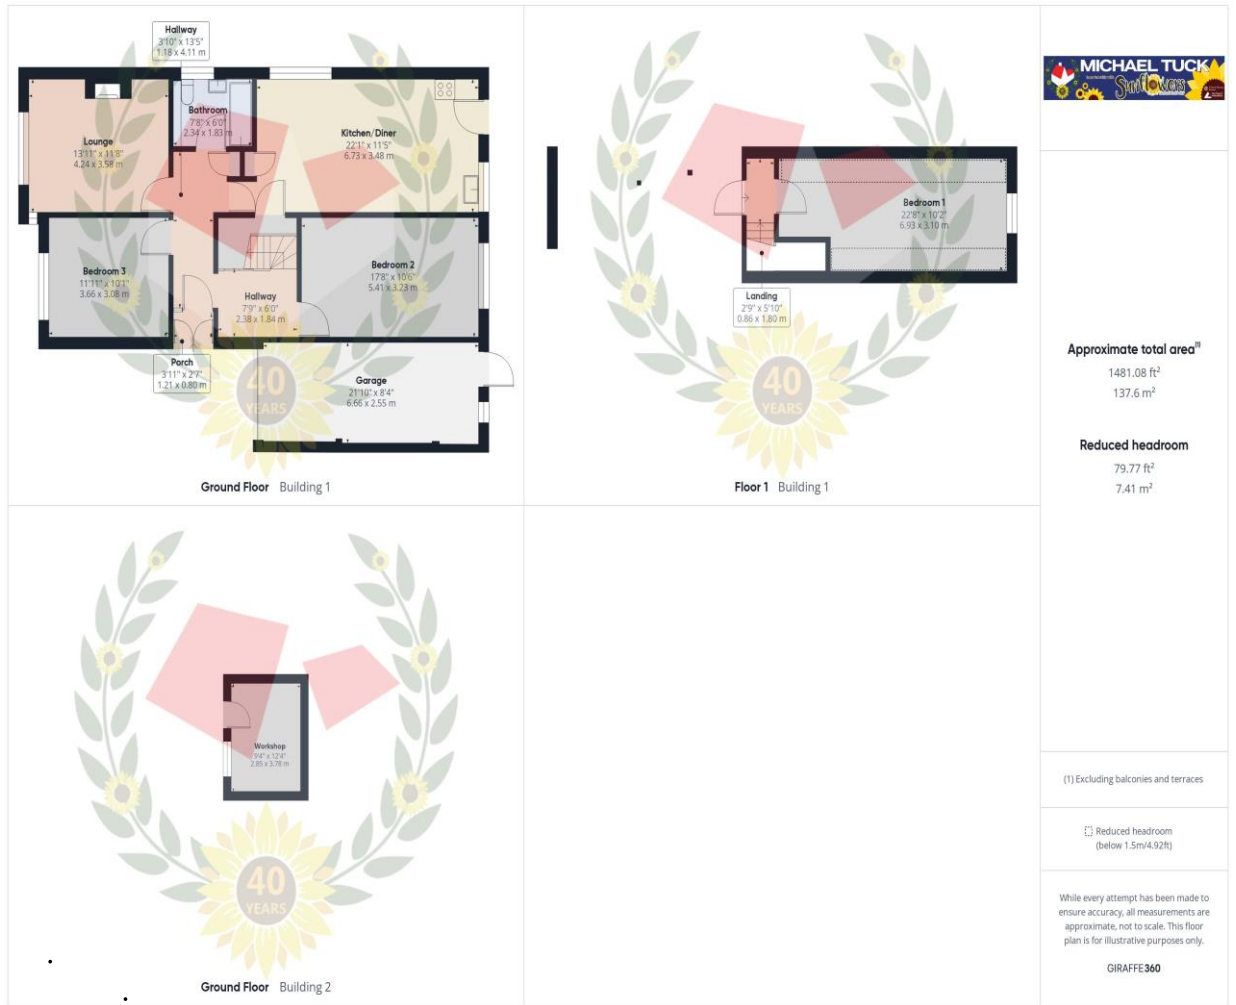 Hallway
3'10" x 13'5"
1.18 x 4.11 m
Bathroom
7'8" x 6'0"
2.34 x 1.83 m
Lounge
13'11" x 11'8"
4.24 x 3.58 m
Kitchen/Diner
22'1" x 11'5"
6.73 x 3.48 m
Bedroom 3
11'11" x 10'1"
3.66 x 3.08 m
Hallway
7'9" x 6'0"
2.38 x 1.84 m
Bedroom 2
17'8" x 10'6"
5.41 x 3.23 m
Porch
3'11" x 2'7"
1.21 x 0.80 m
Garage
21'10" x 8'4"
6.66 x 2.55 m
40
YEARS
Ground Floor Building 1
Bedroom 1
22'8" x 10'2"
6.93 x 3.10 m
Landing
2'9" x 5'10"
0.86 x 1.80 m
40
YEARS
Floor 1 Building 1
Workshop
9'4" x 12'4"
2.85 x 3.78 m
40
YEARS
Ground Floor Building 2
MICHAEL TUCK
Sunflowers
Approximate total area(1)
1481.08 ft²
137.6 m²
Reduced headroom
79.77 ft²
7.41 m²
(1) Excluding balconies and terraces
Reduced headroom
(below 1.5m/4.92ft)
While every attempt has been made to
ensure accuracy, all measurements are
approximate, not to scale. This floor
plan is for illustrative purposes only.
GIRAFFE360